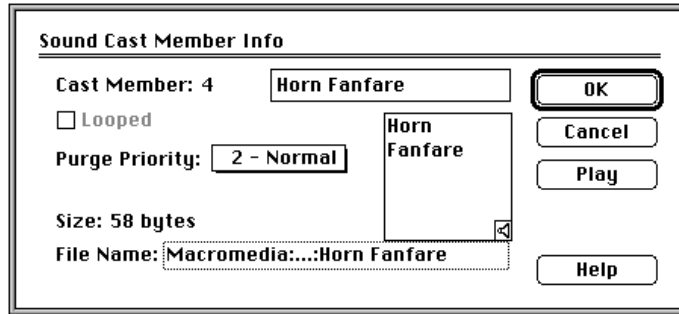 Sound Cast Member Info
Cast Member: 4
Horn Fanfare
OK
Looped
Horn
Fanfare
Cancel
Purge Priority: 2 - Normal
Play
Size: 58 bytes
File Name: Macromedia:...:Horn Fanfare
Help